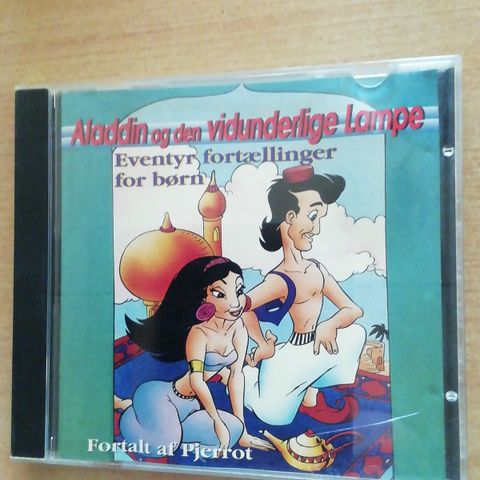 Aladdin og den vidunderlige Lampe
Eventyr fortællinger
for børn
Fortalt af Pjerrot